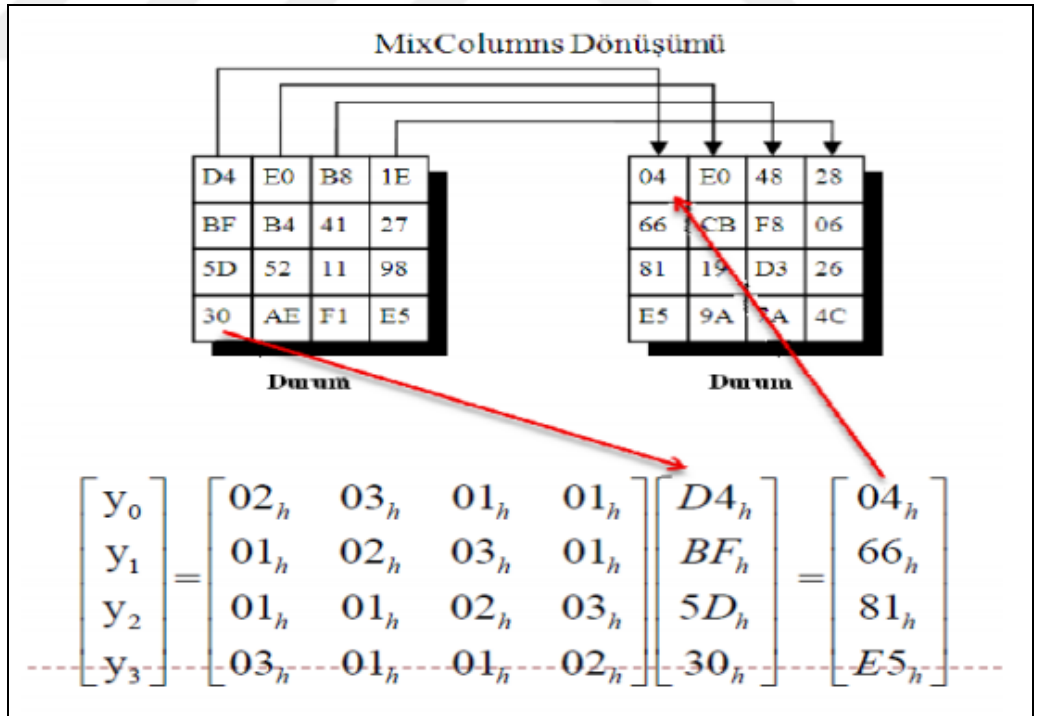 MixColumns Dönüşümü
D4 E0 B8 1E 04 E0 48 28
BF B4 41 27 66 CB F8 06
5D 52 11 98 81 19 D3 26
30 AE F1 E5 E5 9A 7A 4C
Durum Durum
y₀ 02ₕ 03ₕ 01ₕ 01ₕ D4ₕ 04ₕ
y₁ = 01ₕ 02ₕ 03ₕ 01ₕ BFₕ = 66ₕ
y₂ 01ₕ 01ₕ 02ₕ 03ₕ 5Dₕ 81ₕ
y₃ 03ₕ 01ₕ 01ₕ 02ₕ 30ₕ E5ₕ